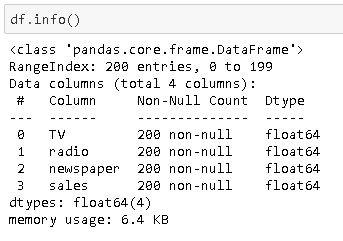 df.info()
<class 'pandas.core.frame.DataFrame'>
RangeIndex: 200 entries, 0 to 199
Data columns (total 4 columns):
 #   Column     Non-Null Count  Dtype
---  ------     --------------  -----
 0   TV         200 non-null    float64
 1   radio      200 non-null    float64
 2   newspaper  200 non-null    float64
 3   sales      200 non-null    float64
dtypes: float64(4)
memory usage: 6.4 KB